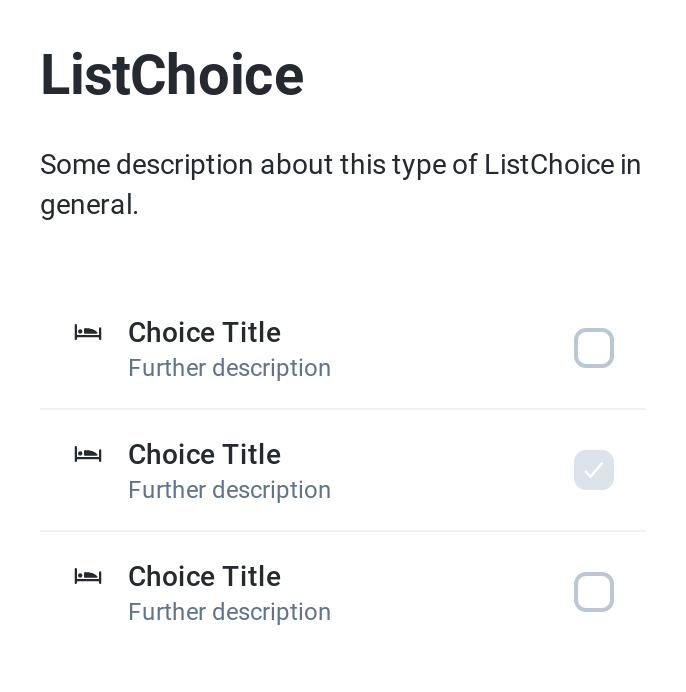 ListChoice
Some description about this type of ListChoice in
general.
Choice Title
Further description
Choice Title
Further description
Choice Title
Further description